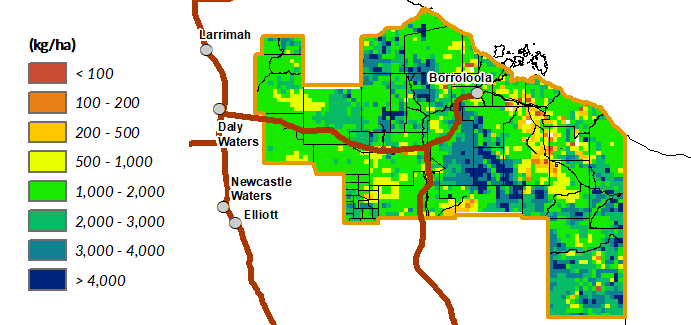 (kg/ha)
< 100
100 - 200
200 - 500
500 - 1,000
1,000 - 2,000
2,000 - 3,000
3,000 - 4,000
> 4,000
Larrimah
Borroloola
Daly
Waters
Newcastle
Waters
Elliott